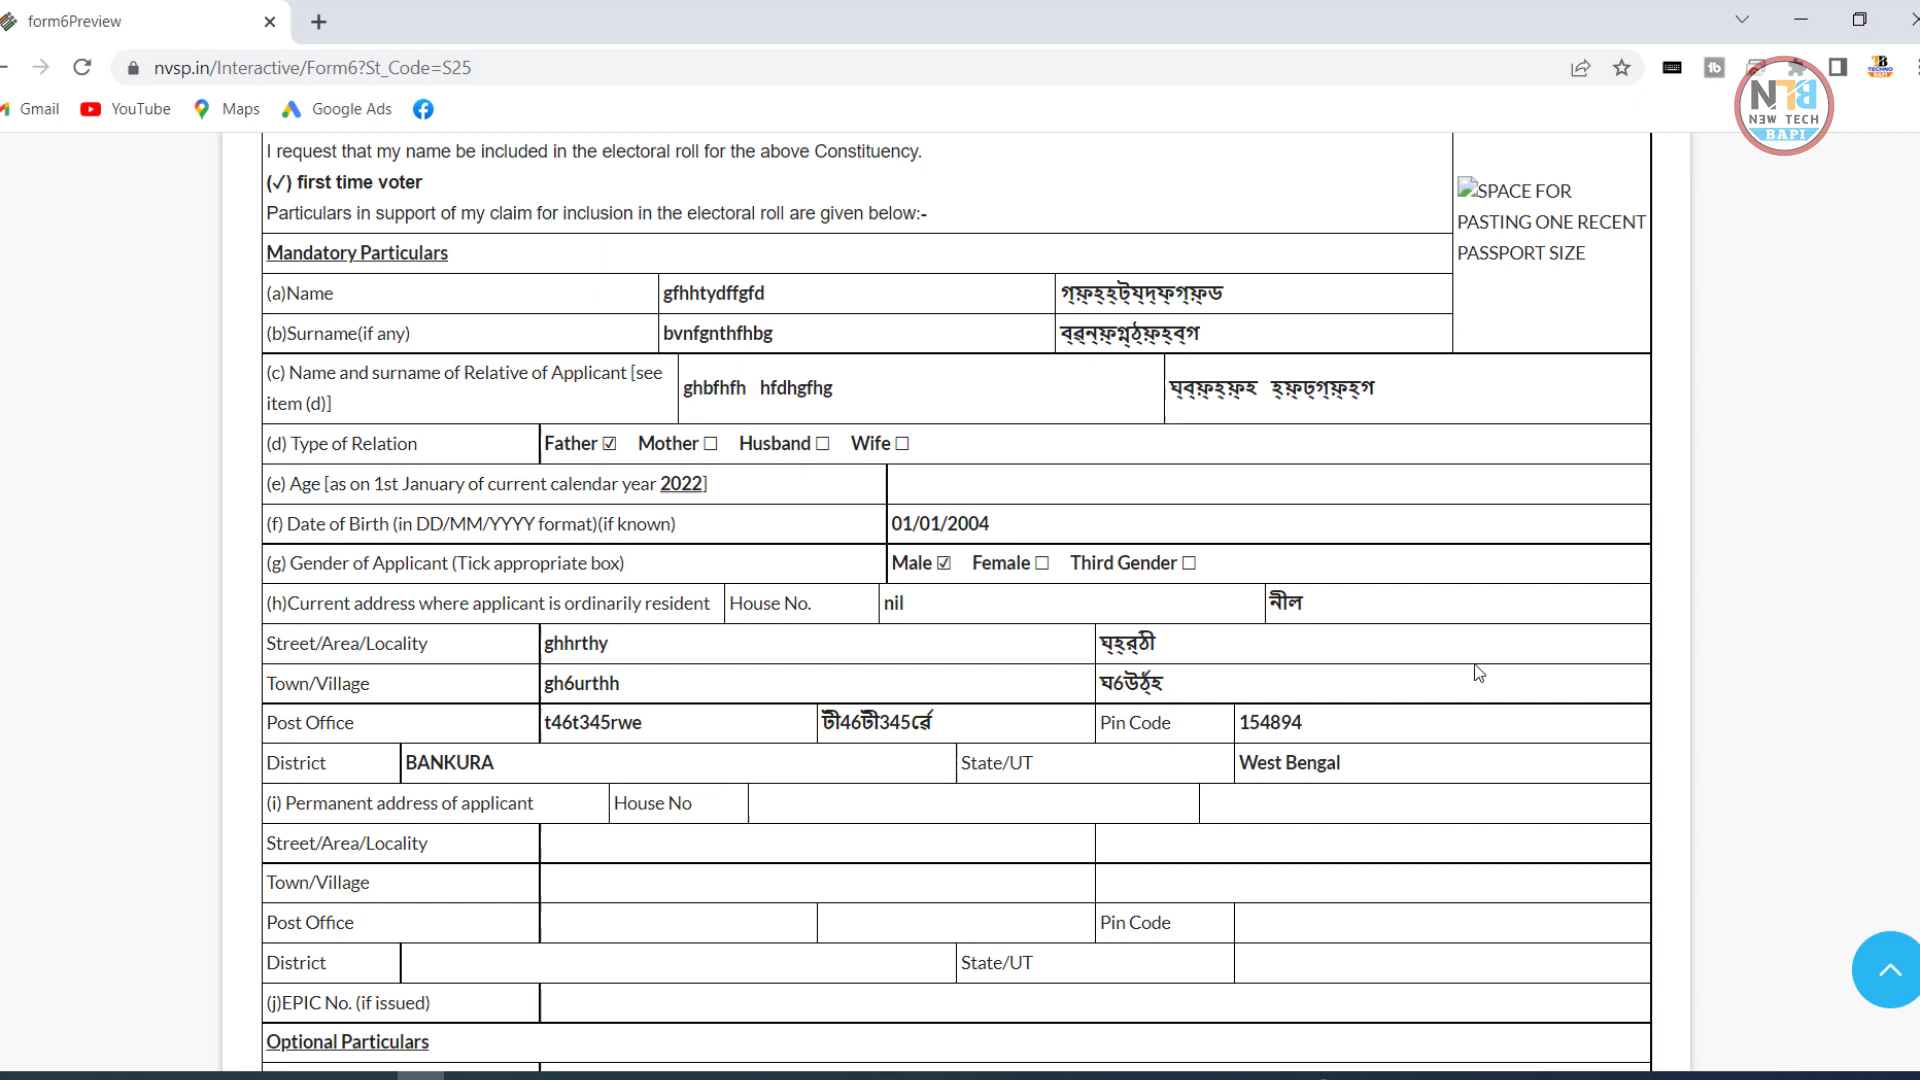 form6Preview
nvsp.in/Interactive/Form6?St_Code=S25
Gmail YouTube Maps Google Ads
NEW TECH
BAPI
I request that my name be included in the electoral roll for the above Constituency.
(✓) first time voter
Particulars in support of my claim for inclusion in the electoral roll are given below:-
SPACE FOR
PASTING ONE RECENT
PASSPORT SIZE
Mandatory Particulars
(a)Name gfhhtydffgfd গ্ফ়্হ্হ্ট্য্দ্ফ্গ্ফ়্ড
(b)Surname(if any) bvnfgnthfhbg ব্ৱ্ন্ফ়্গ্ন্ঠ্ফ়্হ্ব্গ
(c) Name and surname of Relative of Applicant [see
item (d)] ghbfhfh hfdhgfhg ঘ্ব্ফ়্হ্ফ়্হ হ্ফ়্ঢ্গ্ফ়্হ্গ
(d) Type of Relation Father ☑ Mother ☐ Husband ☐ Wife ☐
(e) Age [as on 1st January of current calendar year 2022]
(f) Date of Birth (in DD/MM/YYYY format)(if known) 01/01/2004
(g) Gender of Applicant (Tick appropriate box) Male ☑ Female ☐ Third Gender ☐
(h)Current address where applicant is ordinarily resident House No. nil নীল
Street/Area/Locality ghhrthy ঘ্হ্র্ঠী
Town/Village gh6urthh ঘ6উর্ঠ্হ
Post Office t46t345rwe টী46টী345র্ৱে Pin Code 154894
District BANKURA State/UT West Bengal
(i) Permanent address of applicant House No
Street/Area/Locality
Town/Village
Post Office Pin Code
District State/UT
(j)EPIC No. (if issued)
Optional Particulars